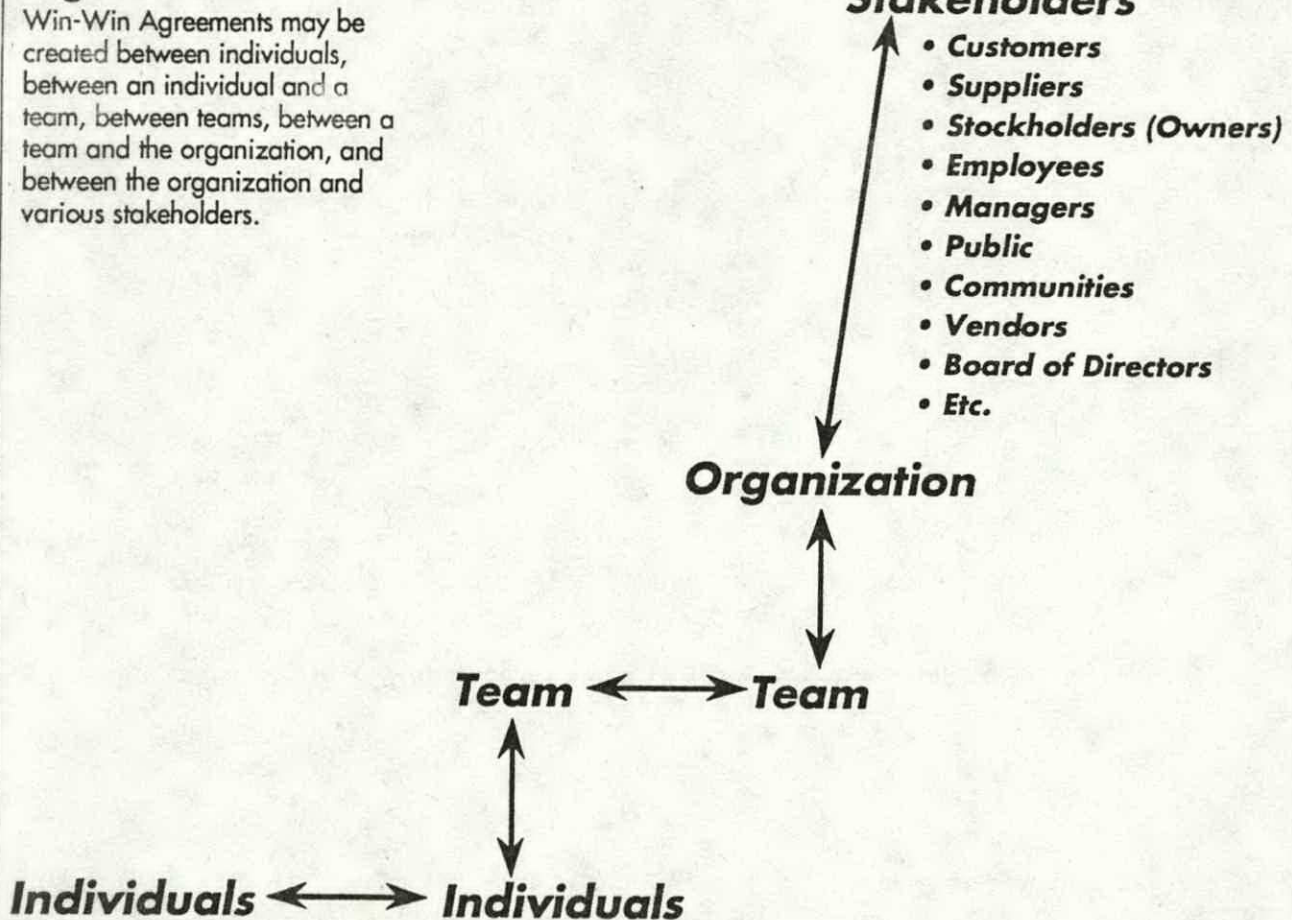 Win-Win Agreements may be
created between individuals,
between an individual and a
team, between teams, between a
team and the organization, and
between the organization and
various stakeholders.
Stakeholders
• Customers
• Suppliers
• Stockholders (Owners)
• Employees
• Managers
• Public
• Communities
• Vendors
• Board of Directors
• Etc.
Organization
Team Team
Individuals Individuals